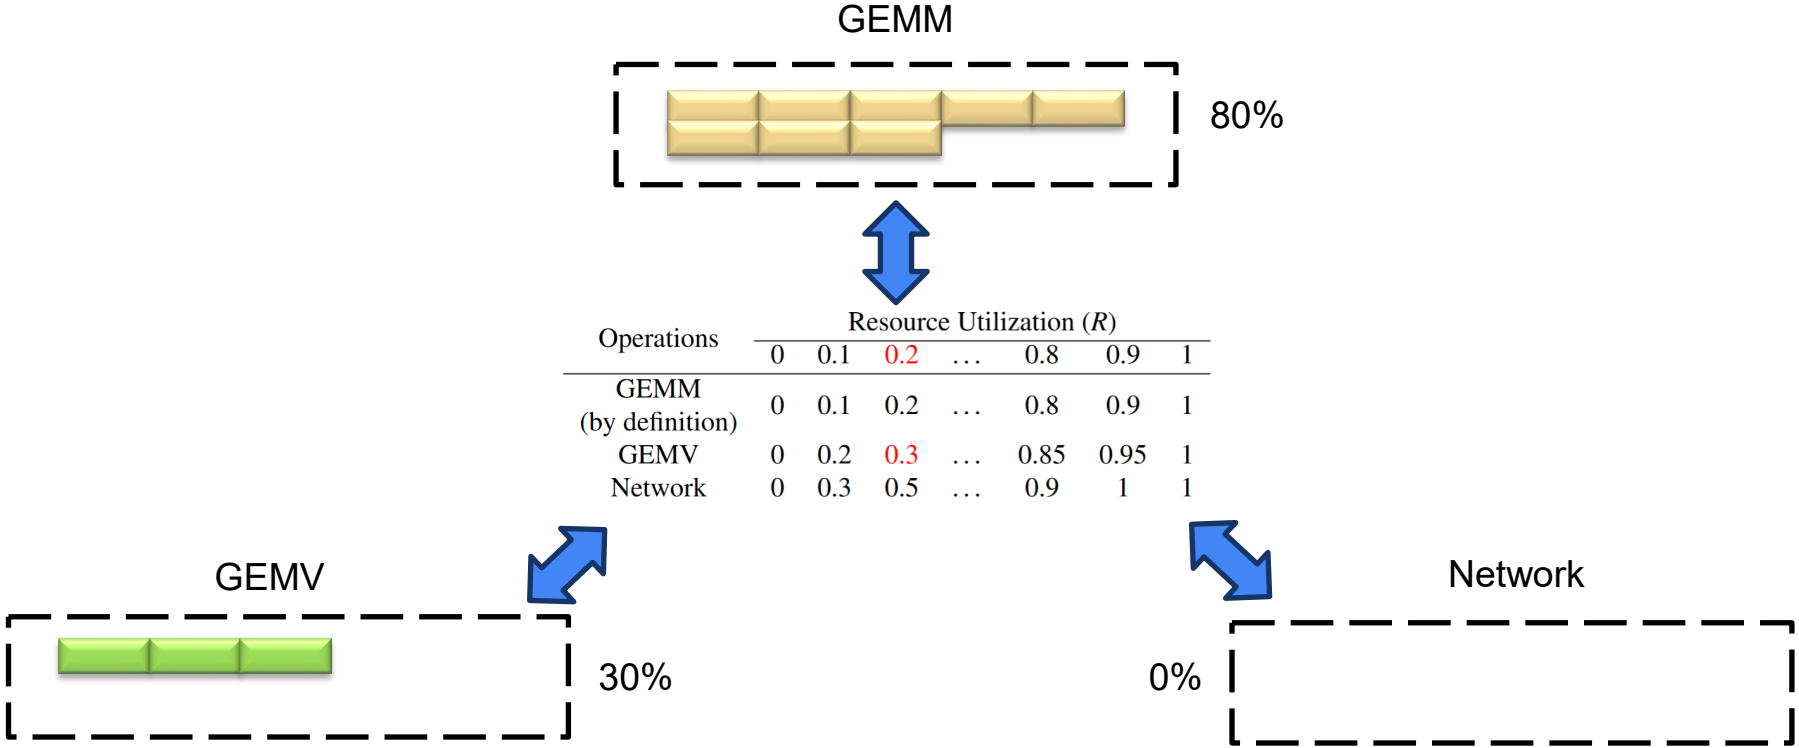 GEMM
80%
Resource Utilization (R)
Operations
0 0.1 0.2 ... 0.8 0.9 1
GEMM
(by definition)
0 0.1 0.2 ... 0.8 0.9 1
GEMV 0 0.2 0.3 ... 0.85 0.95 1
Network 0 0.3 0.5 ... 0.9 1 1
GEMV
30%
Network
0%